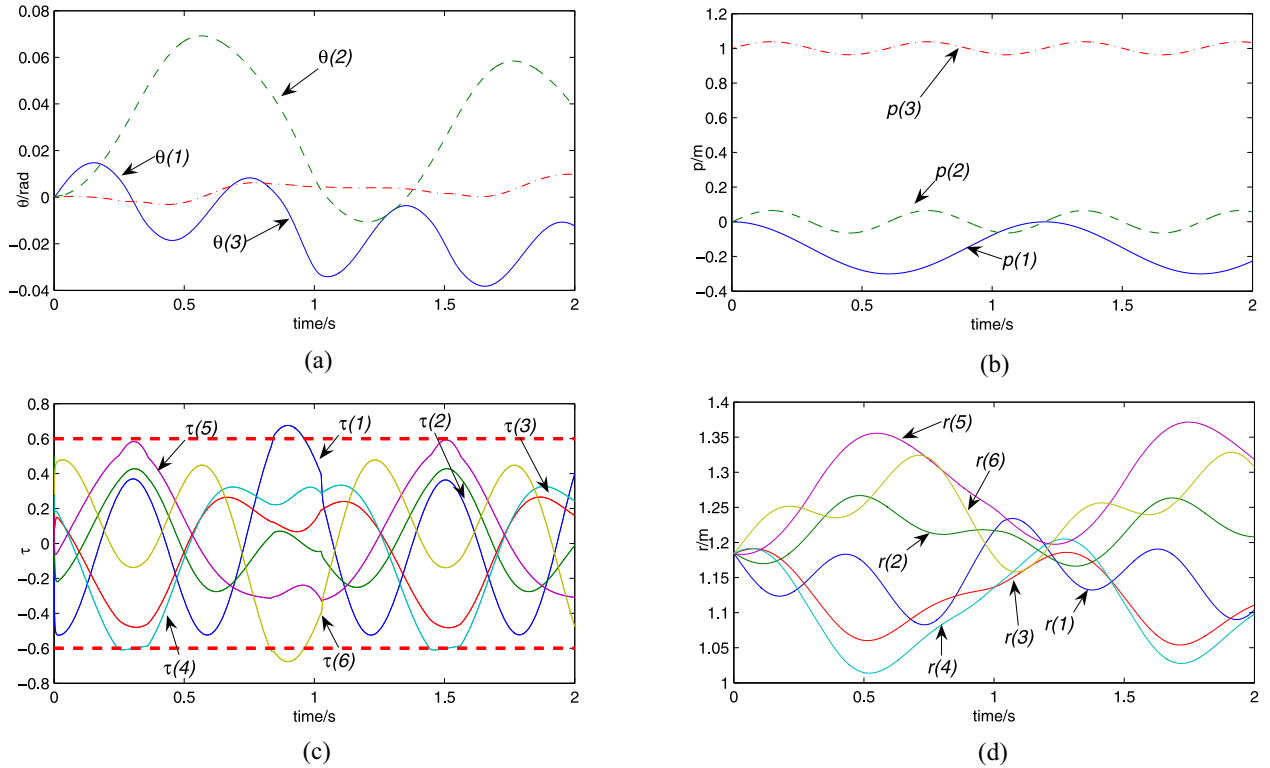 0.08
0.06
0.04
0.02
0
−0.02
−0.04
θ/rad
θ(2)
θ(1)
θ(3)
0 0.5 1 1.5 2
time/s
(a)
1.2
1
0.8
0.6
0.4
0.2
0
−0.2
−0.4
p/m
p(3)
p(2)
p(1)
0 0.5 1 1.5 2
time/s
(b)
0.8
0.6
0.4
0.2
0
−0.2
−0.4
−0.6
−0.8
τ
τ(5)
τ(1)
τ(2)
τ(3)
τ(4)
τ(6)
0 0.5 1 1.5 2
time/s
(c)
1.4
1.35
1.3
1.25
1.2
1.15
1.1
1.05
1
r/m
r(5)
r(6)
r(2)
r(3)
r(1)
r(4)
0 0.5 1 1.5 2
time/s
(d)